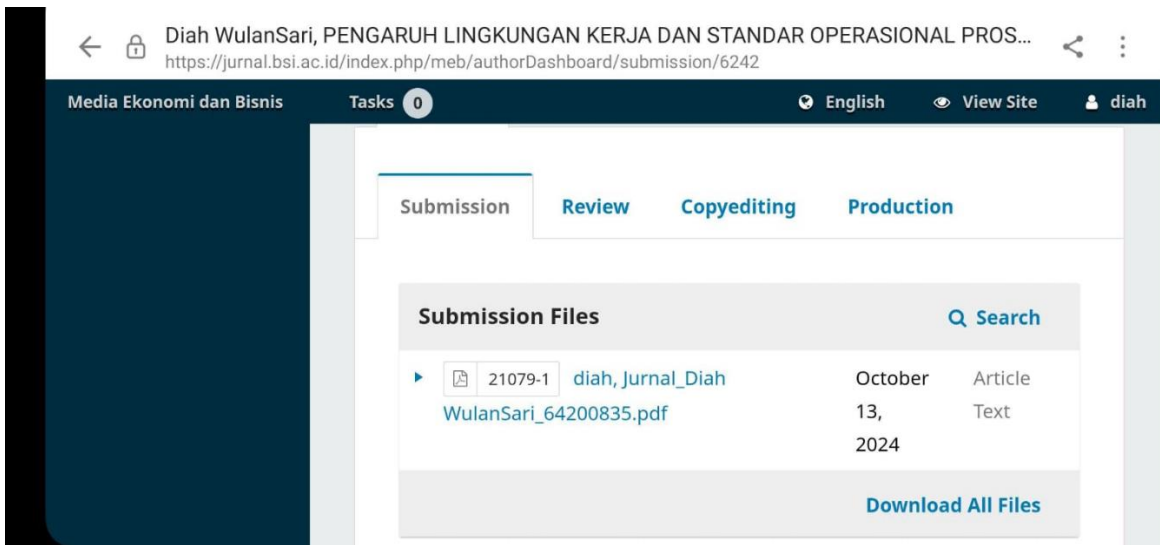 Diah WulanSari, PENGARUH LINGKUNGAN KERJA DAN STANDAR OPERASIONAL PROS...
https://jurnal.bsi.ac.id/index.php/meb/authorDashboard/submission/6242
Media Ekonomi dan Bisnis Tasks 0 English View Site diah
Submission Review Copyediting Production
Submission Files Search
21079-1 diah, Jurnal_Diah October Article
WulanSari_64200835.pdf 13, Text
2024
Download All Files